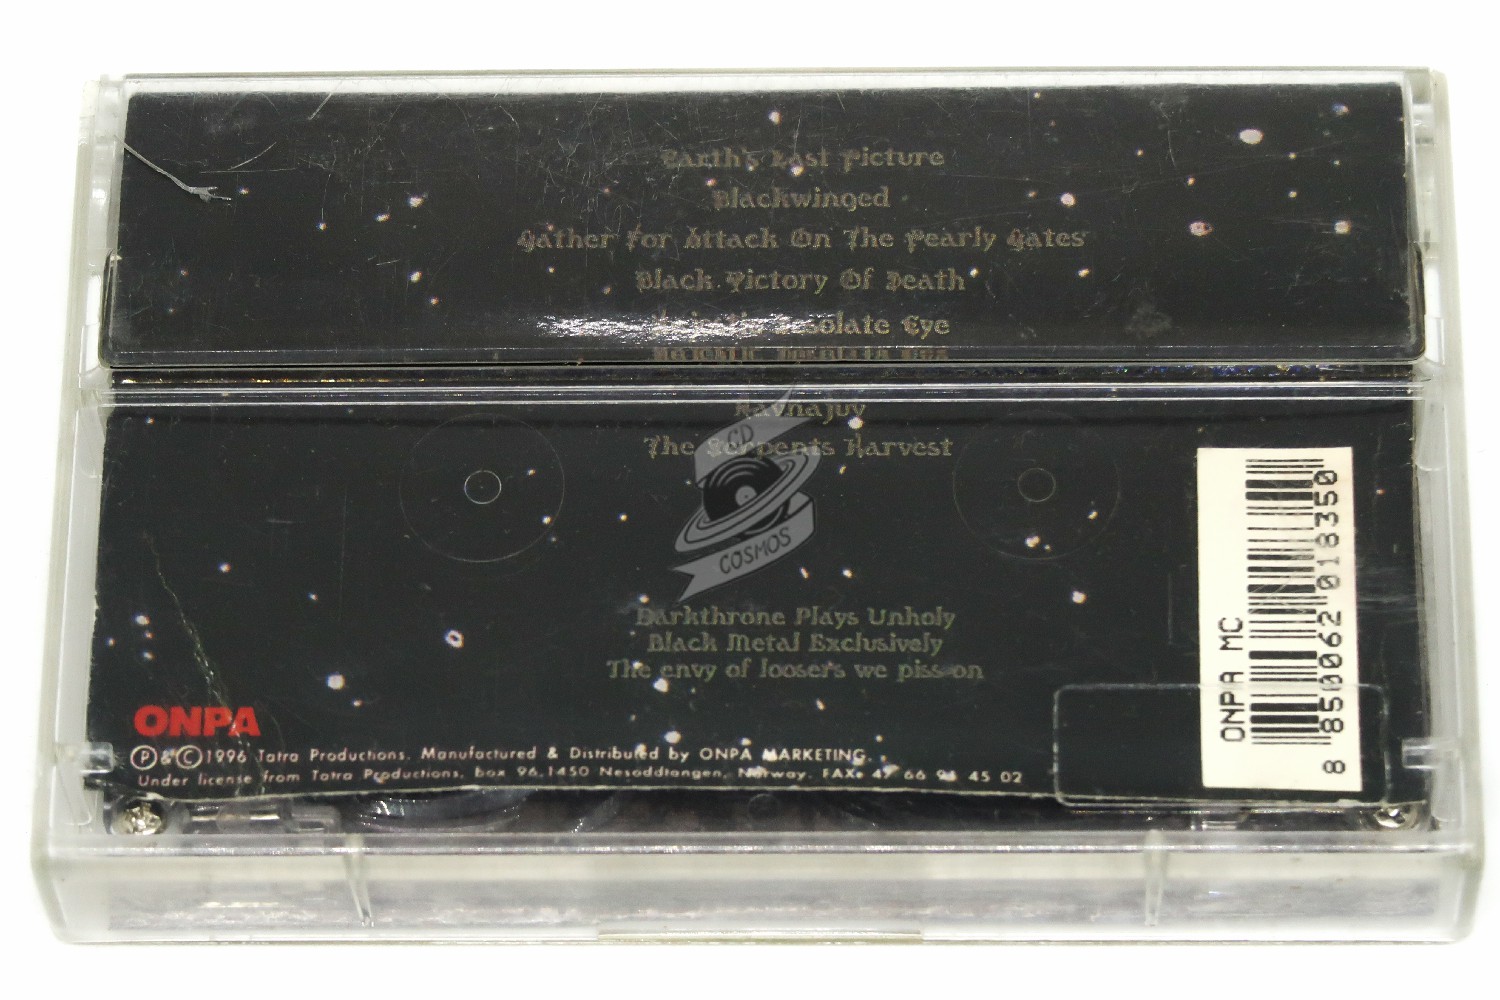 Earth's Last Picture
Blackwinged
Gather For Attack On The Pearly Gates
Black Victory Of Death
Desolate Eye
Ravnajuv
The Serpents Harvest
CD
COSMOS
Darkthrone Plays Unholy
Black Metal Exclusively
The envy of loosers we piss on
ONPA
Ⓟ&Ⓒ1996 Tatra Productions. Manufactured & Distributed by ONPA MARKETING.
Under license from Tatra Productions, box 96.1450 Nesoddtangen, Norway. FAX: 47 66 91 45 02
ONPA MC
8 850062 018350